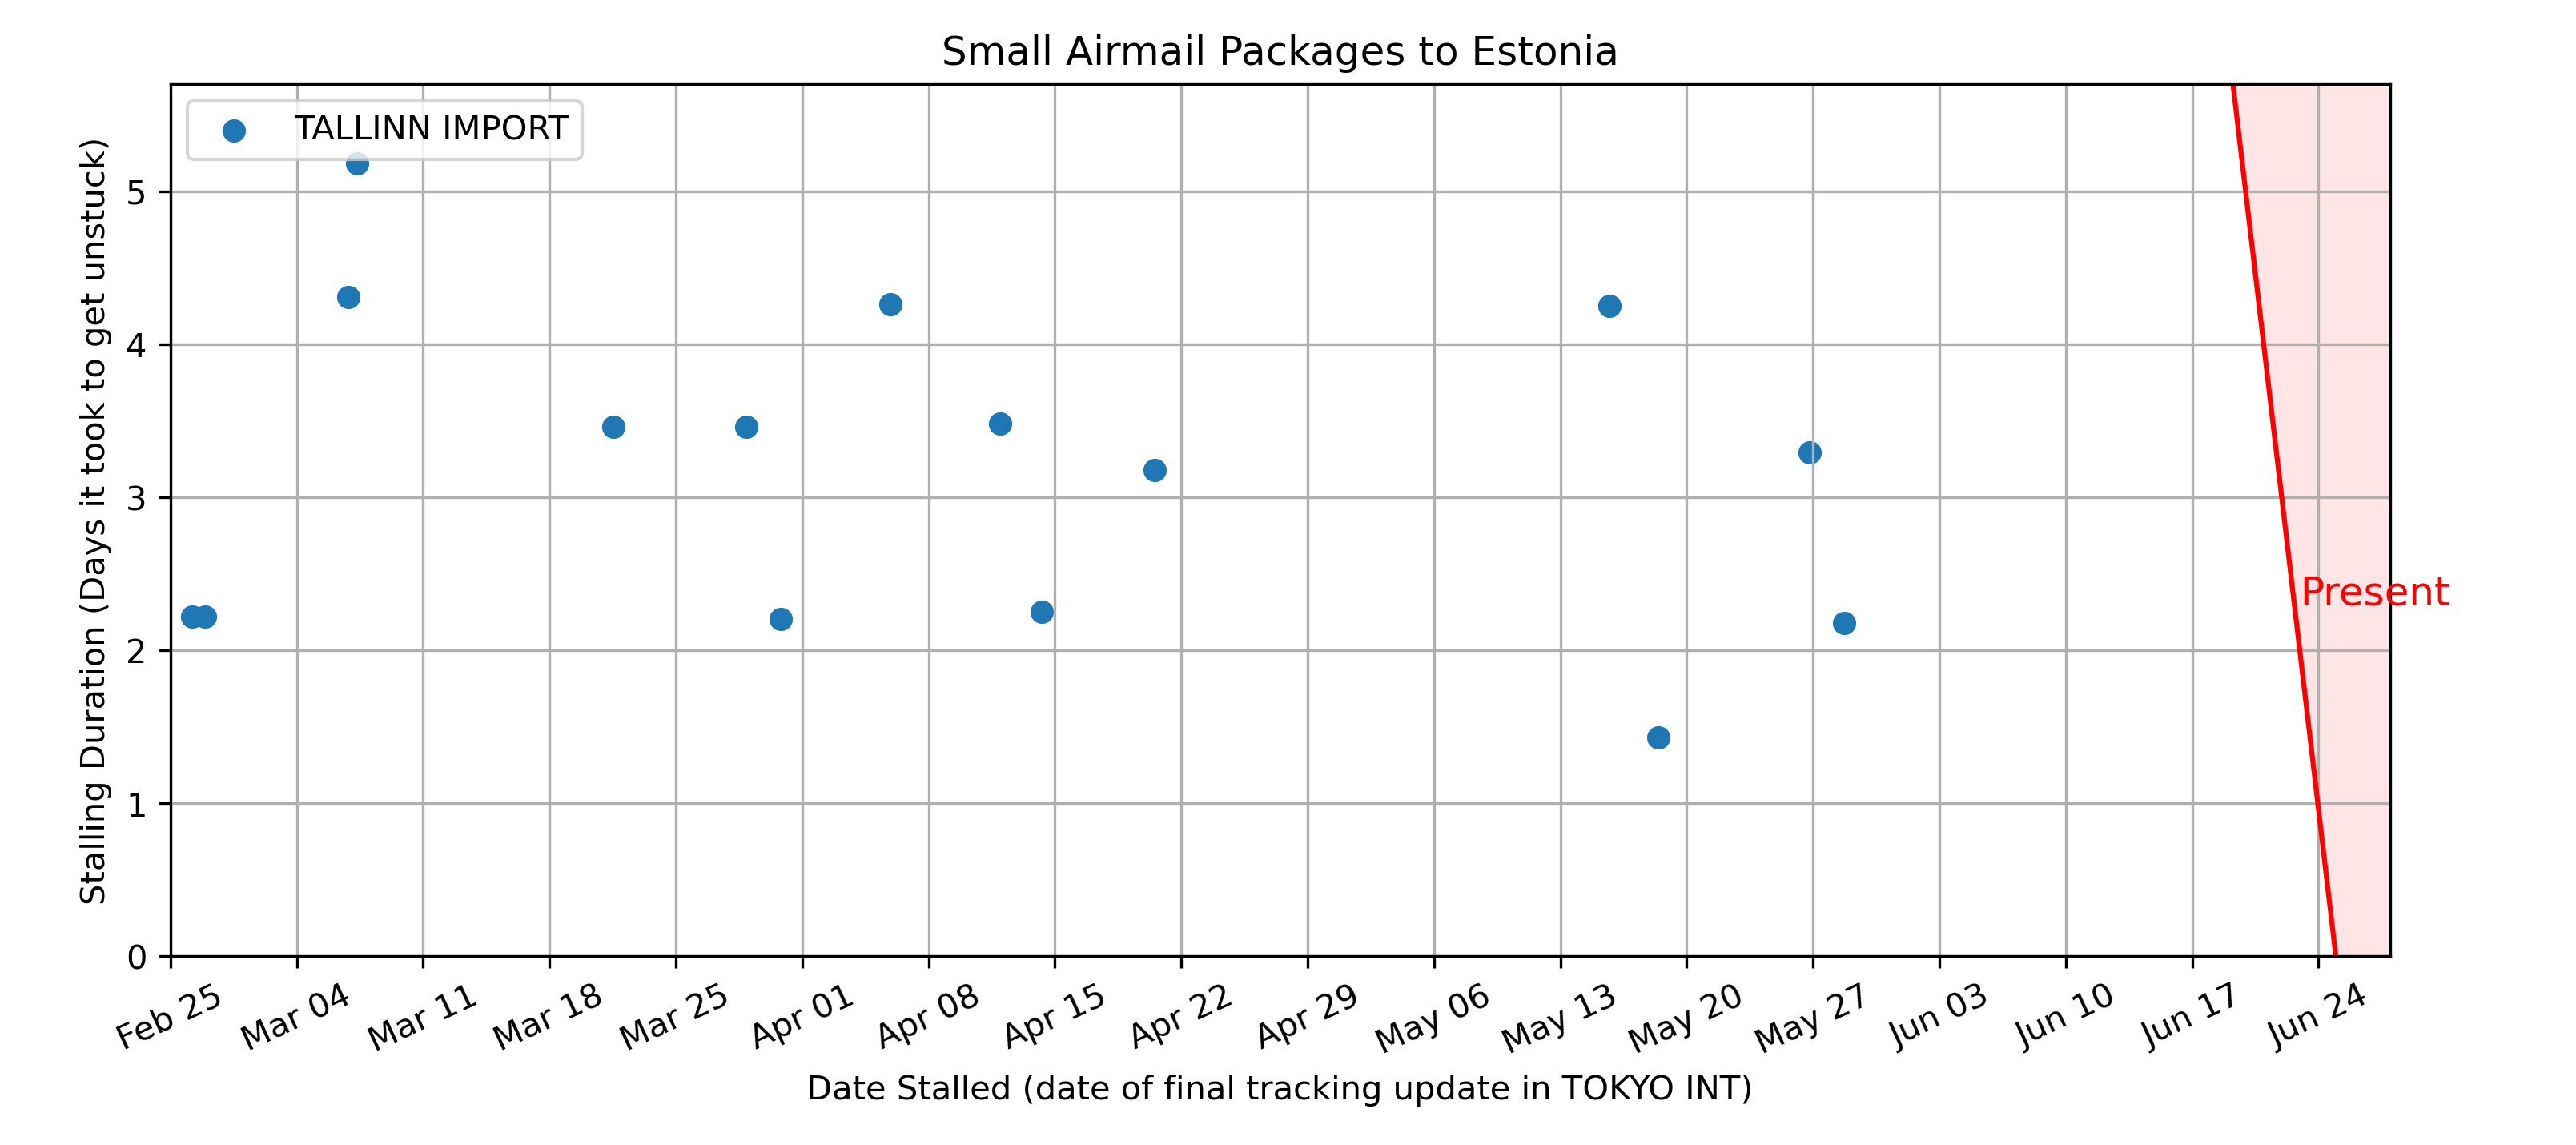 Small Airmail Packages to Estonia
TALLINN IMPORT
Stalling Duration (Days it took to get unstuck)
5
4
3
2
1
0
Present
Feb 25
Mar 04
Mar 11
Mar 18
Mar 25
Apr 01
Apr 08
Apr 15
Apr 22
Apr 29
May 06
May 13
May 20
May 27
Jun 03
Jun 10
Jun 17
Jun 24
Date Stalled (date of final tracking update in TOKYO INT)